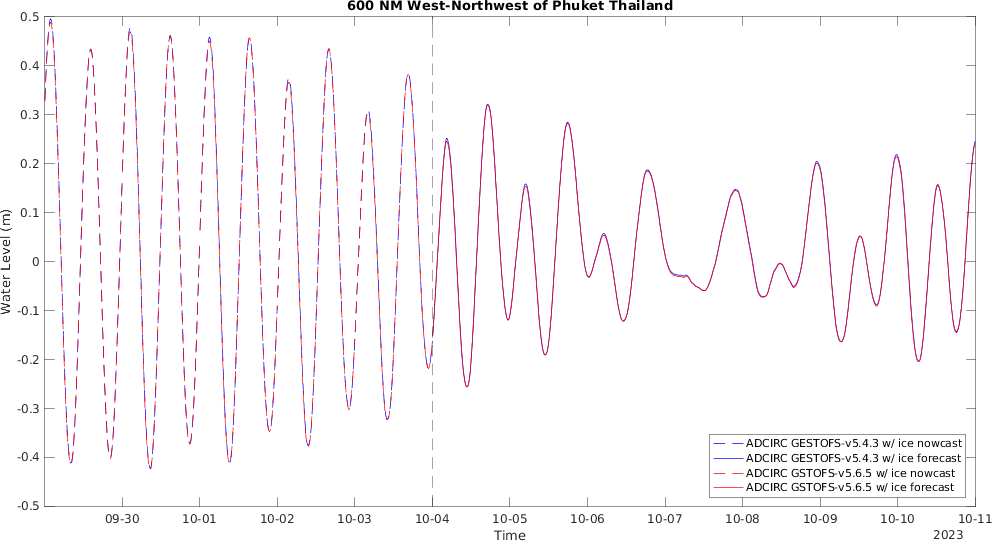 600 NM West-Northwest of Phuket Thailand
0.5
0.4
0.3
0.2
0.1
0
-0.1
-0.2
-0.3
-0.4
-0.5
Water Level (m)
09-30 10-01 10-02 10-03 10-04 10-05 10-06 10-07 10-08 10-09 10-10 10-11
Time
2023
ADCIRC GESTOFS-v5.4.3 w/ ice nowcast
ADCIRC GESTOFS-v5.4.3 w/ ice forecast
ADCIRC GSTOFS-v5.6.5 w/ ice nowcast
ADCIRC GSTOFS-v5.6.5 w/ ice forecast